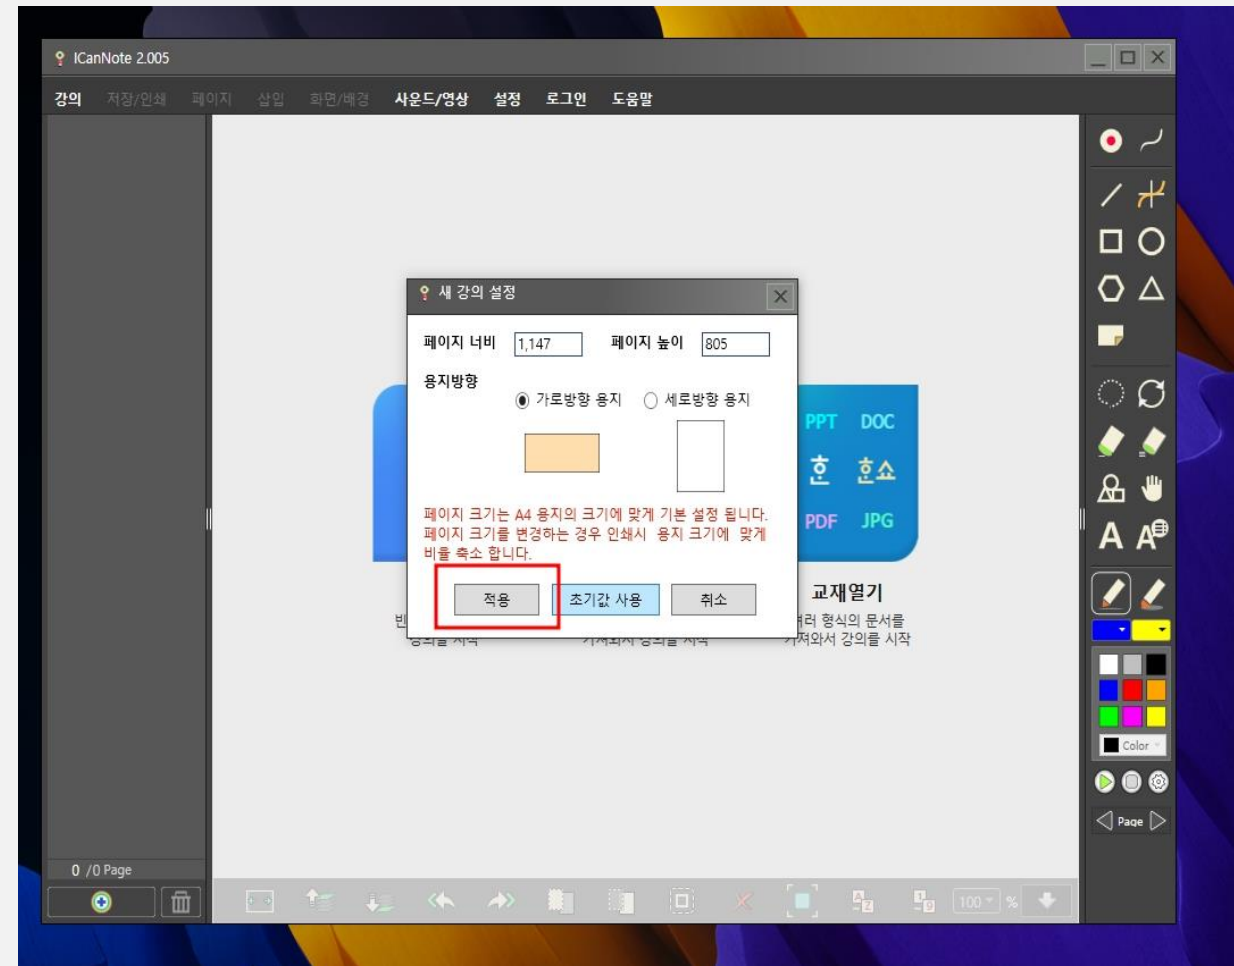 ICanNote 2.005
강의 저장/인쇄 페이지 삽입 화면/배경 사운드/영상 설정 로그인 도움말
새 강의 설정
페이지 너비 1,147 페이지 높이 805
용지방향
가로방향 용지 세로방향 용지
페이지 크기는 A4 용지의 크기에 맞게 기본 설정 됩니다.
페이지 크기를 변경하는 경우 인쇄시 용지 크기에 맞게
비율 축소 합니다.
적용 초기값 사용 취소
PPT DOC
한쇼
PDF JPG
교재열기
형식의 문서를
강의를 시작
A A
Color
Page
0 /0 Page
A
Z
1
9
100 %